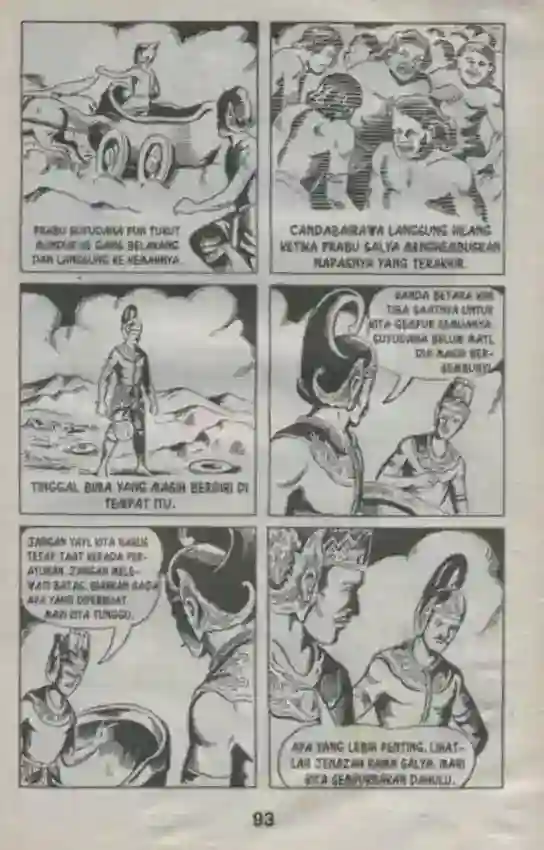 PRABU SUYUDANA PUN TURUT
MUNDUR KE GARIS BELAKANG
DAN LANGSUNG KE KEMAHNYA.
CANDABAIRAWA LANGSUNG HILANG
KETIKA PRABU SALYA MENGHEMBUSKAN
NAPASNYA YANG TERAKHIR.
TINGGAL BIMA YANG MASIH BERDIRI DI
TEMPAT ITU.
KANDA BETARA KINI
TIBA SAATNYA UNTUK
KITA GEMPUR SEMUANYA.
SUYUDANA BELUM MATI,
DIA MASIH BER-
SEMBUNYI.
JANGAN YAYI, KITA HARUS
TETAP TAAT KEPADA PER-
ATURAN. JANGAN MELE-
WATI BATAS, BIARKAN SAJA
APA YANG DIPERBUAT
MARI KITA TUNGGU.
APA YANG LEBIH PENTING, LIHAT-
LAH JENAZAH RAMA SALYA. MARI
KITA SEMPURNAKAN DAHULU.
93